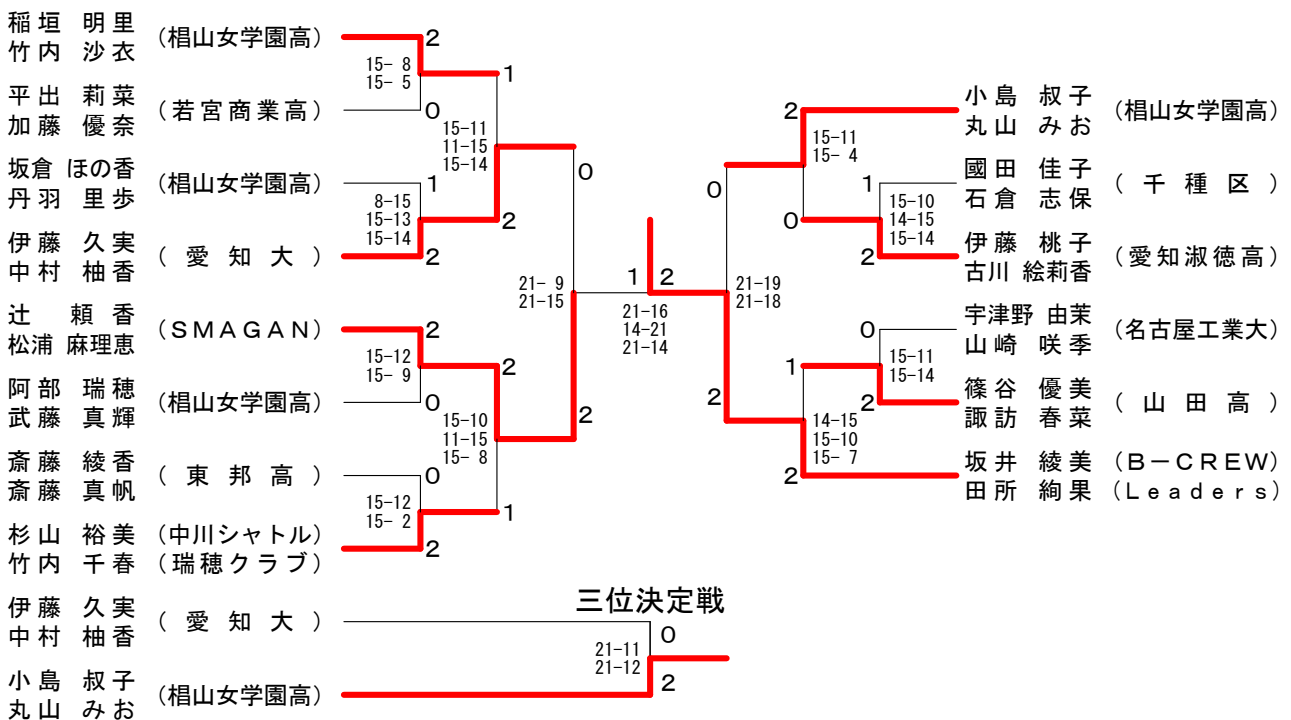 稲垣 明里
竹内 沙衣
(椙山女学園高)
2
15- 8
15- 5
1
平出 莉菜
加藤 優奈
(若宮商業高)
0
15-11
11-15
15-14
0
坂倉 ほの香
丹羽 里歩
(椙山女学園高)
1
8-15
15-13
15-14
2
伊藤 久実
中村 柚香
(愛知大)
2
21- 9
21-15
1
辻 頼香
松浦 麻理恵
(SMAGAN)
2
15-12
15- 9
2
阿部 瑞穂
武藤 真輝
(椙山女学園高)
0
15-10
11-15
15- 8
2
斎藤 綾香
斎藤 真帆
(東邦高)
0
15-12
15- 2
1
杉山 裕美 (中川シャトル)
竹内 千春 (瑞穂クラブ)
2
2
21-16
14-21
21-14
小島 叔子
丸山 みお
(椙山女学園高)
2
15-11
15- 4
0
國田 佳子
石倉 志保
(千種区)
1
15-10
14-15
15-14
0
伊藤 桃子
古川 絵莉香
(愛知淑徳高)
2
21-19
21-18
宇津野 由茉
山崎 咲季
(名古屋工業大)
0
15-11
15-14
1
篠谷 優美
諏訪 春菜
(山田高)
2
2
14-15
15-10
15- 7
坂井 綾美 (B-CREW)
田所 絢果 (Leaders)
2
三位決定戦
伊藤 久実
中村 柚香
(愛知大)
0
21-11
21-12
小島 叔子
丸山 みお
(椙山女学園高)
2